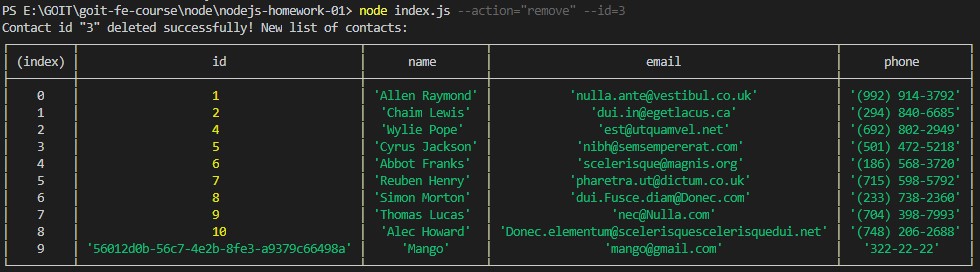 PS E:\GOIT\goit-fe-course\node\nodejs-homework-01> node index.js --action="remove" --id=3
Contact id "3" deleted successfully! New list of contacts:
(index) id name email phone
0 1 'Allen Raymond' 'nulla.ante@vestibul.co.uk' '(992) 914-3792'
1 2 'Chaim Lewis' 'dui.in@egetlacus.ca' '(294) 840-6685'
2 4 'Wylie Pope' 'est@utquamvel.net' '(692) 802-2949'
3 5 'Cyrus Jackson' 'nibh@semsempererat.com' '(501) 472-5218'
4 6 'Abbot Franks' 'scelerisque@magnis.org' '(186) 568-3720'
5 7 'Reuben Henry' 'pharetra.ut@dictum.co.uk' '(715) 598-5792'
6 8 'Simon Morton' 'dui.Fusce.diam@Donec.com' '(233) 738-2360'
7 9 'Thomas Lucas' 'nec@Nulla.com' '(704) 398-7993'
8 10 'Alec Howard' 'Donec.elementum@scelerisquescelerisquedui.net' '(748) 206-2688'
9 '56012d0b-56c7-4e2b-8fe3-a9379c66498a' 'Mango' 'mango@gmail.com' '322-22-22'